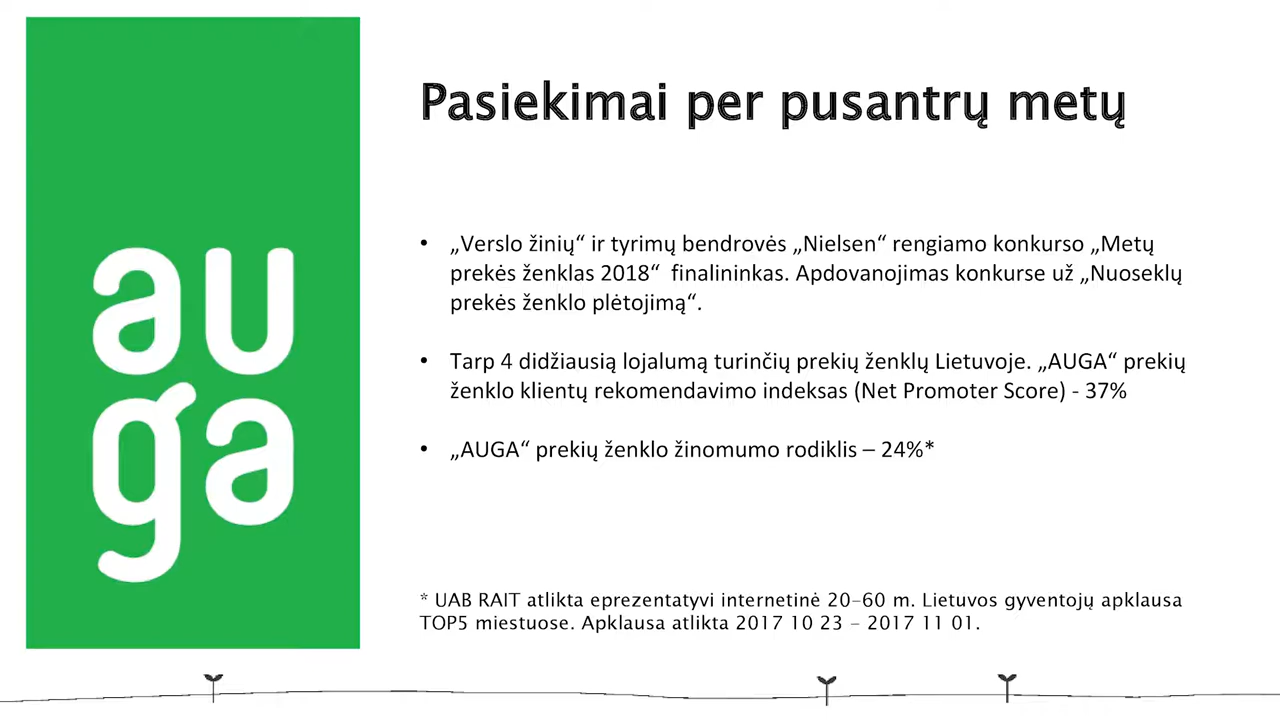 au
ga
Pasiekimai per pusantrų metų
• „Verslo žinių“ ir tyrimų bendrovės „Nielsen“ rengiamo konkurso „Metų
prekės ženklas 2018“ finalininkas. Apdovanojimas konkurse už „Nuoseklų
prekės ženklo plėtojimą“.
• Tarp 4 didžiausią lojalumą turinčių prekių ženklų Lietuvoje. „AUGA“ prekių
ženklo klientų rekomendavimo indeksas (Net Promoter Score) - 37%
• „AUGA“ prekių ženklo žinomumo rodiklis – 24%*
* UAB RAIT atlikta eprezentatyvi internetinė 20–60 m. Lietuvos gyventojų apklausa
TOP5 miestuose. Apklausa atlikta 2017 10 23 – 2017 11 01.